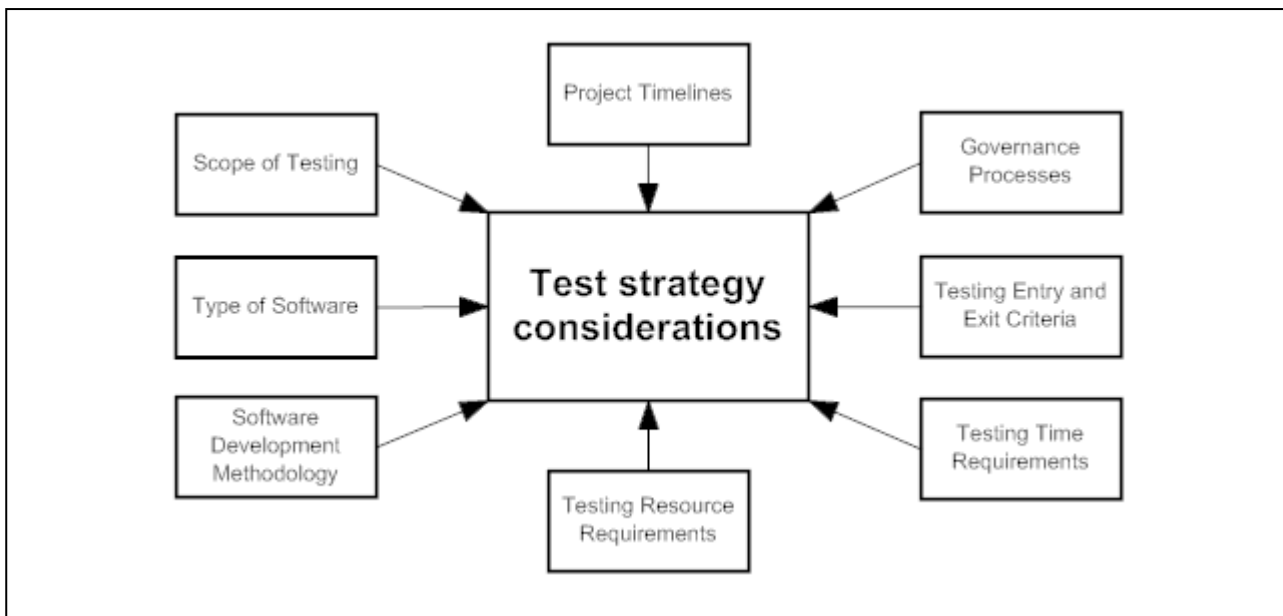 Project Timelines
Scope of Testing
Governance
Processes
Type of Software
Test strategy
considerations
Testing Entry and
Exit Criteria
Software
Development
Methodology
Testing Resource
Requirements
Testing Time
Requirements